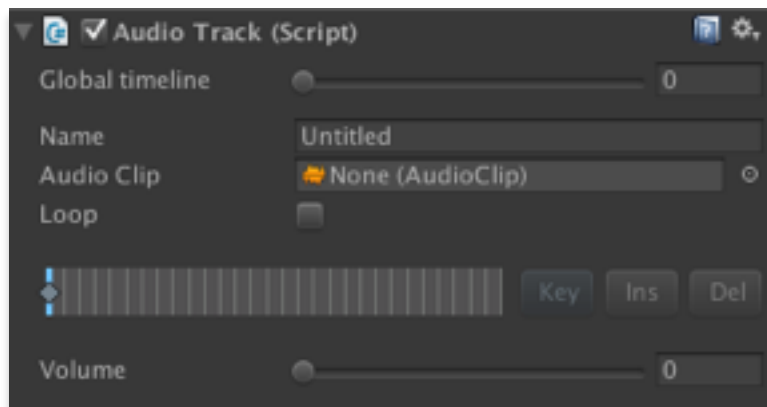 Audio Track (Script)
Global timeline 0
Name Untitled
Audio Clip None (AudioClip)
Loop
Key Ins Del
Volume 0